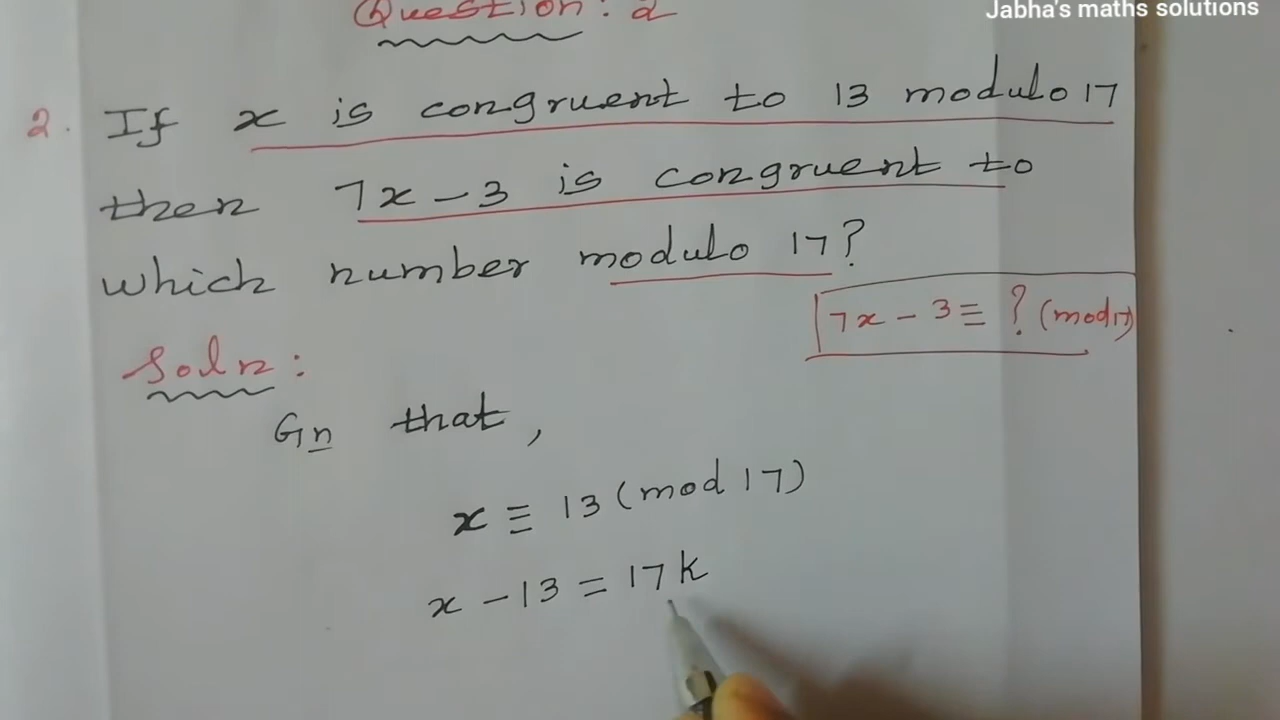 Question: 2
Jabha's maths solutions
2. If x is congruent to 13 modulo 17
then 7x - 3 is congruent to
which number modulo 17?
7x - 3 ≡ ? (mod 17)
Soln:
Gn that,
x ≡ 13 (mod 17)
x - 13 = 17k